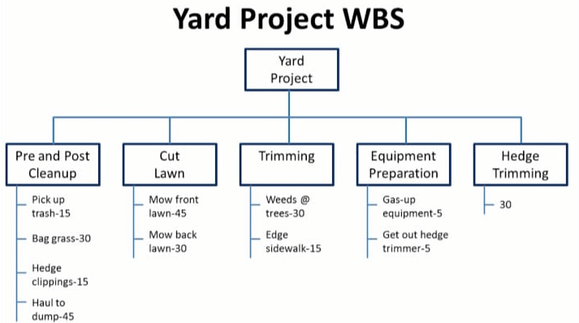 Yard Project WBS
Yard
Project
Pre and Post
Cleanup
Pick up
trash-15
Bag grass-30
Hedge
clippings-15
Haul to
dump-45
Cut
Lawn
Mow front
lawn-45
Mow back
lawn-30
Trimming
Weeds @
trees-30
Edge
sidewalk-15
Equipment
Preparation
Gas-up
equipment-5
Get out hedge
trimmer-5
Hedge
Trimming
30